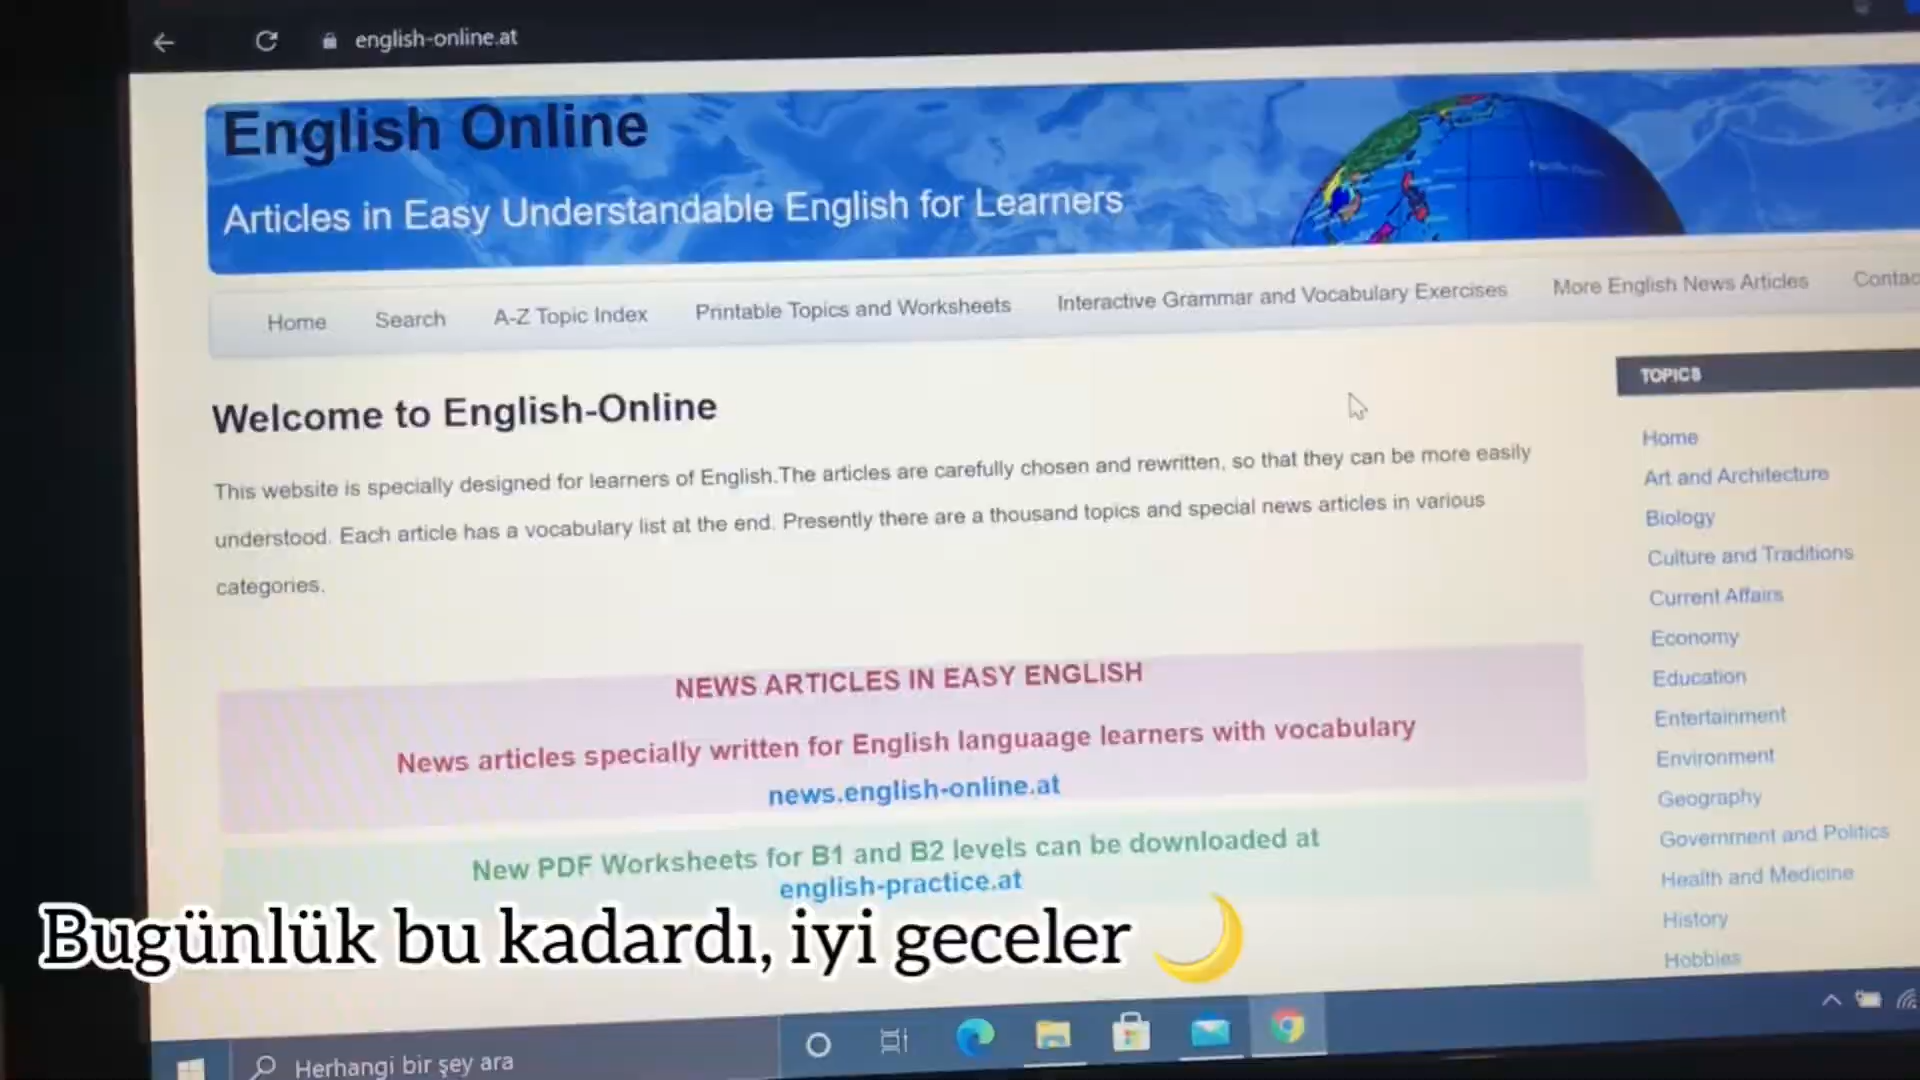 english-online.at
English Online
Articles in Easy Understandable English for Learners
Home Search A-Z Topic Index Printable Topics and Worksheets Interactive Grammar and Vocabulary Exercises More English News Articles Contac
Welcome to English-Online
This website is specially designed for learners of English.The articles are carefully chosen and rewritten, so that they can be more easily
understood. Each article has a vocabulary list at the end. Presently there are a thousand topics and special news articles in various
categories.
NEWS ARTICLES IN EASY ENGLISH
News articles specially written for English languaage learners with vocabulary
news.english-online.at
New PDF Worksheets for B1 and B2 levels can be downloaded at
english-practice.at
TOPICS
Home
Art and Architecture
Biology
Culture and Traditions
Current Affairs
Economy
Education
Entertainment
Environment
Geography
Government and Politics
Health and Medicine
History
Hobbies
Bugünlük bu kadardı, iyi geceler 🌙
Herhangi bir şey ara